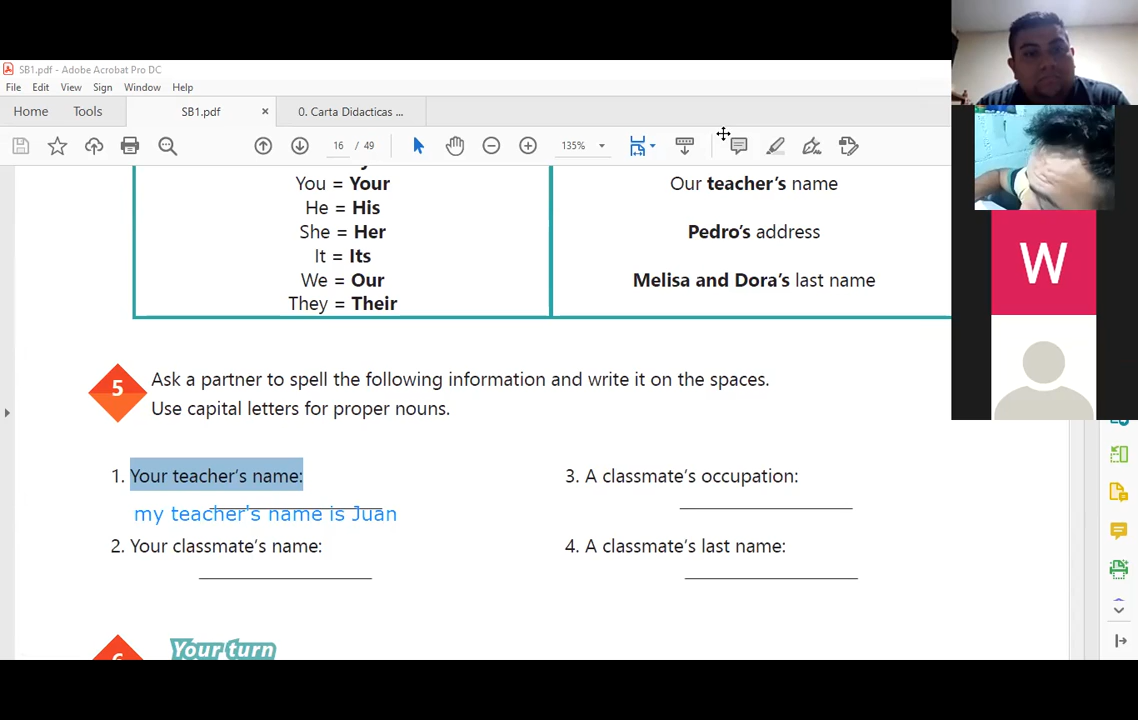 SB1.pdf - Adobe Acrobat Pro DC
File Edit View Sign Window Help
Home Tools SB1.pdf × 0. Carta Didacticas ...
16 / 49 135%
You = Your
He = His
She = Her
It = Its
We = Our
They = Their
Our teacher's name
Pedro's address
Melisa and Dora's last name
5 Ask a partner to spell the following information and write it on the spaces.
Use capital letters for proper nouns.
1. Your teacher's name:
my teacher's name is Juan
2. Your classmate's name:
3. A classmate's occupation:
4. A classmate's last name:
Your turn
W